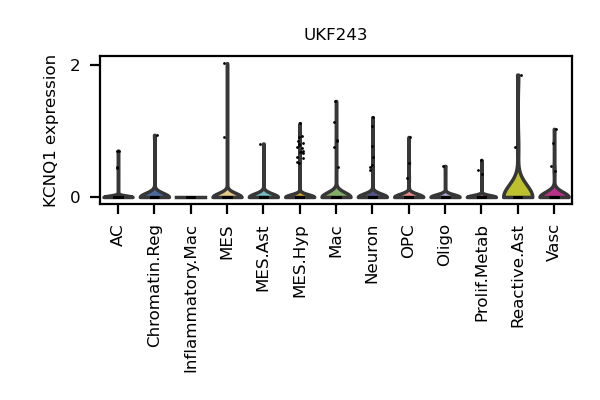 UKF243
KCNQ1 expression
2
0
AC
Chromatin.Reg
Inflammatory.Mac
MES
MES.Ast
MES.Hyp
Mac
Neuron
OPC
Oligo
Prolif.Metab
Reactive.Ast
Vasc